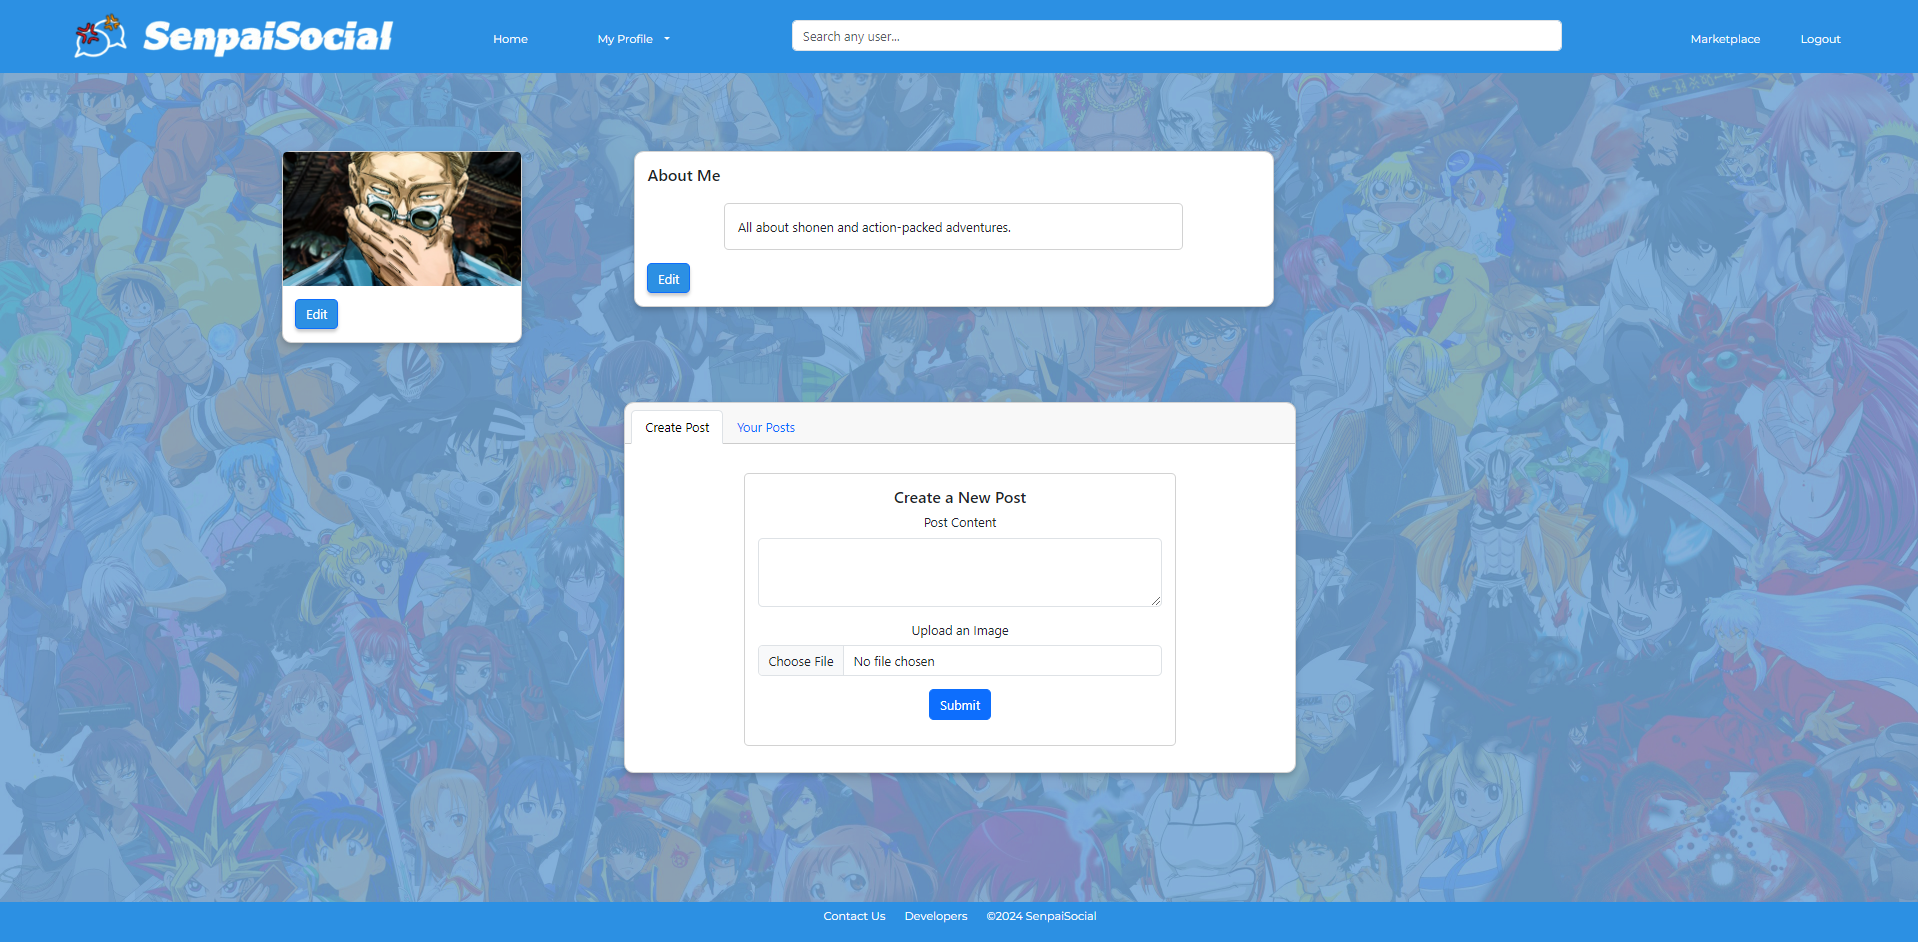 SenpaiSocial
Home
My Profile
Search any user...
Marketplace
Logout
Edit
About Me
All about shonen and action-packed adventures.
Edit
Create Post
Your Posts
Create a New Post
Post Content
Upload an Image
Choose File
No file chosen
Submit
Contact Us
Developers
©2024 SenpaiSocial